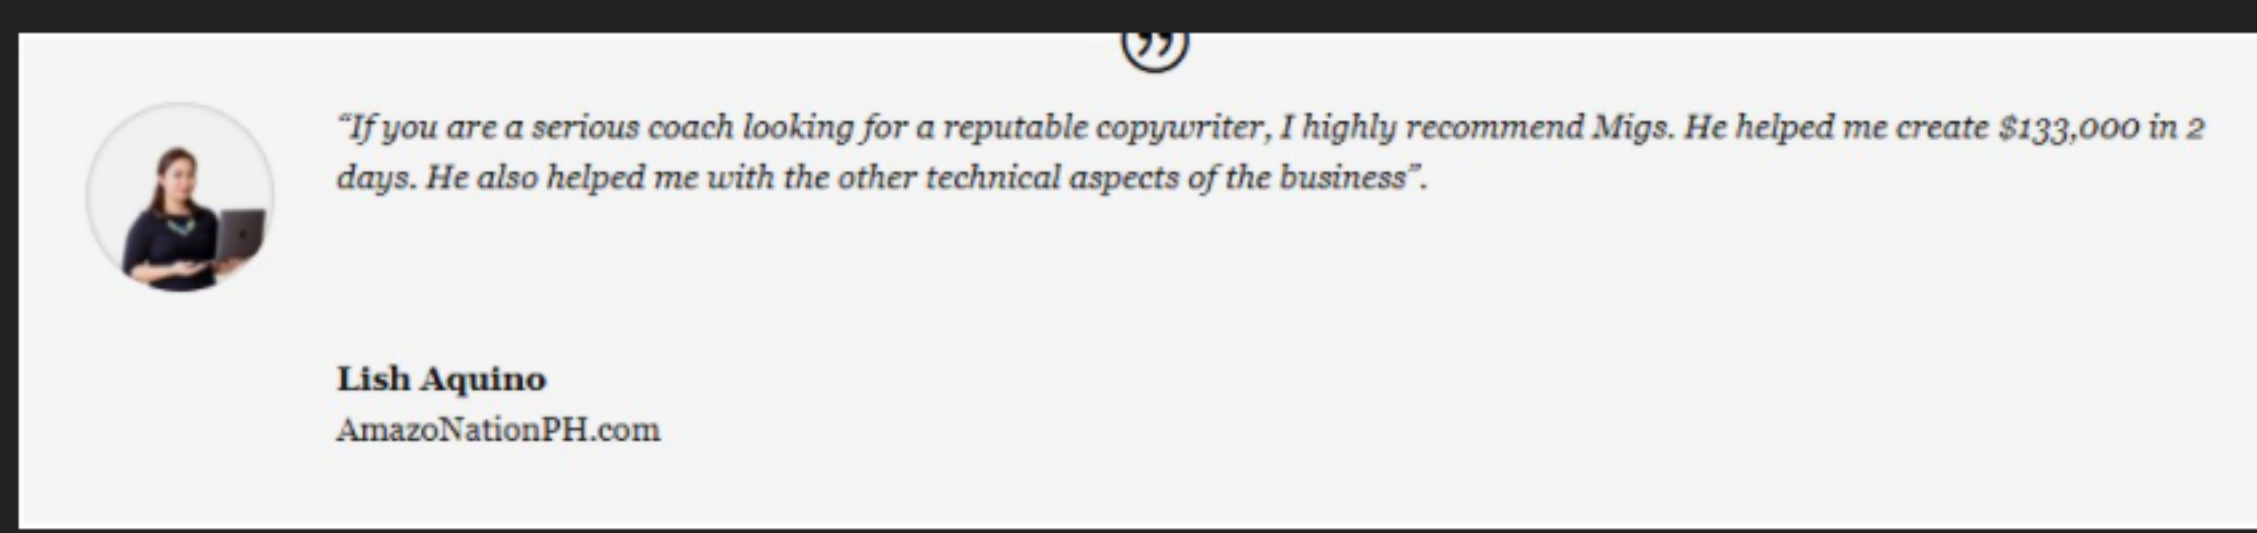 “If you are a serious coach looking for a reputable copywriter, I highly recommend Migs. He helped me create $133,000 in 2
days. He also helped me with the other technical aspects of the business”.
Lish Aquino
AmazoNationPH.com